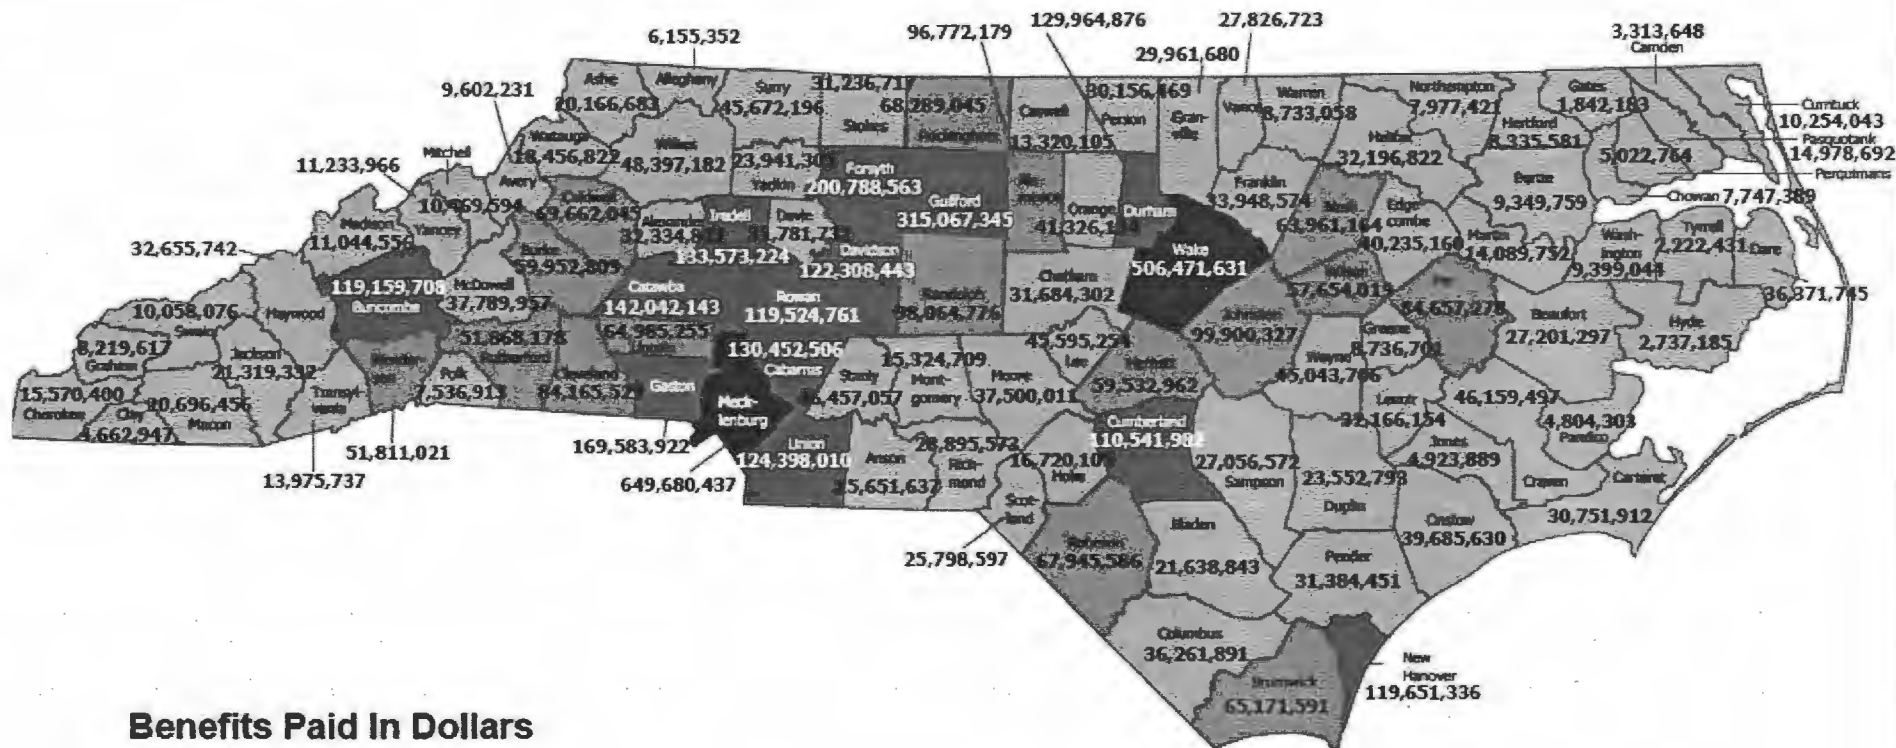 6,155,352
96,772,179
129,964,876
27,826,723
29,961,680
3,313,648
Camden
9,602,231
Ashe
20,166,683
Alleghany
Surry
45,672,196
31,236,717
Stokes
68,289,045
Rockingham
Caswell
13,320,105
30,156,469
Person
Gran-
ville
Vance
Warren
8,733,058
Northampton
7,977,421
Gates
1,842,183
Currituck
10,254,043
Pasquotank
14,978,692
Perquimans
5,022,764
Hertford
8,335,581
Halifax
32,196,822
11,233,966
Mitchell
Watauga
18,456,822
Wilkes
48,397,182
23,941,305
Yadkin
Forsyth
200,788,563
Guilford
315,067,345
Orange
41,326,114
Durham
Franklin
33,948,574
Nash
63,961,164
Edge-
combe
40,235,160
Bertie
9,349,759
Chowan 7,747,389
Avery
10,469,594
Yancey
Madison
11,044,556
Caldwell
69,662,045
Alexander
Iredell
133,573,224
Davie
Davidson
122,308,443
Wake
506,471,631
Martin
14,089,752
Wash-
ington
9,399,044
Tyrrell
2,222,431
Dare
36,371,745
32,655,742
119,159,708
Buncombe
McDowell
37,789,957
Burke
59,952,809
Catawba
142,042,143
Rowan
119,524,761
Randolph
98,064,776
Chatham
31,684,302
Johnston
99,900,327
Wilson
57,654,019
Pitt
84,657,278
Beaufort
27,201,297
Hyde
2,737,185
10,058,076
Swain
Haywood
8,219,617
Graham
Jackson
21,319,332
51,868,178
Rutherford
64,985,255
Lincoln
130,452,506
Cabarrus
45,595,254
Lee
Harnett
59,532,962
Greene
8,736,701
Wayne
45,043,766
15,570,400
Cherokee
Clay
4,662,947
20,696,456
Macon
Transyl-
vania
Polk
7,536,913
Cleveland
84,165,529
Gaston
Meck-
lenburg
Stanly
36,457,057
15,324,709
Mont-
gomery
Moore
37,500,011
Cumberland
110,541,982
Lenoir
32,166,154
46,159,497
4,804,303
Pamlico
Jones
4,923,889
Craven
Carteret
30,751,912
51,811,021
13,975,737
169,583,922
649,680,437
Union
124,398,010
Anson
15,651,637
28,895,573
Rich-
mond
Scot-
land
25,798,597
Hoke
27,056,572
Sampson
23,552,793
Duplin
Onslow
39,685,630
Robeson
67,945,586
Bladen
21,638,843
Pender
31,384,451
Columbus
36,261,891
Brunswick
65,171,591
New
Hanover
119,651,336
Benefits Paid In Dollars